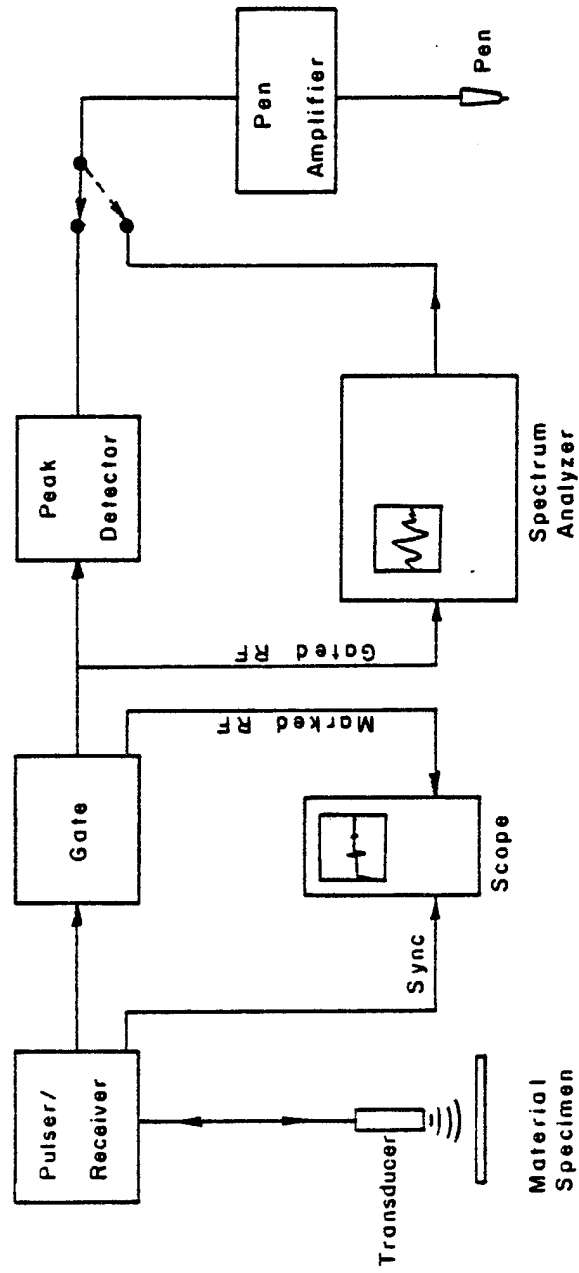 Pulser/
Receiver
Gate
Peak
Detector
Pen
Amplifier
Pen
Transducer
Sync
Marked RF
Gated RF
Scope
Spectrum
Analyzer
Material
Specimen